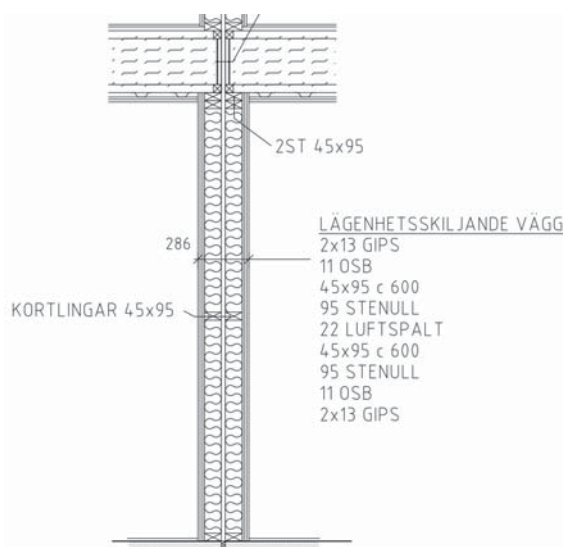 2ST 45x95
286
KORTLINGAR 45x95
LÄGENHETSSKILJANDE VÄGG
2x13 GIPS
11 OSB
45x95 c 600
95 STENULL
22 LUFTSPALT
45x95 c 600
95 STENULL
11 OSB
2x13 GIPS